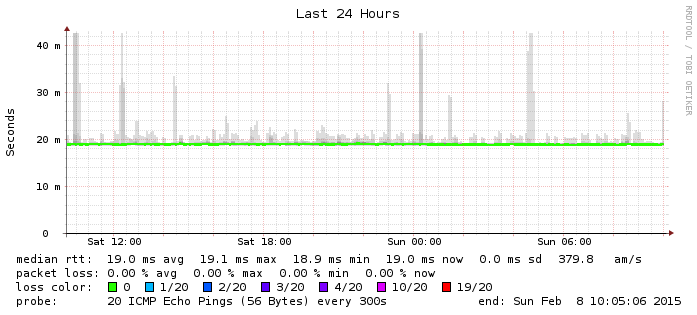 Last 24 Hours
RRDTOOL / TOBI OETIKER
Seconds
40 m
30 m
20 m
10 m
0
Sat 12:00 Sat 18:00 Sun 00:00 Sun 06:00
median rtt: 19.0 ms avg 19.1 ms max 18.9 ms min 19.0 ms now 0.0 ms sd 379.8 am/s
packet loss: 0.00 % avg 0.00 % max 0.00 % min 0.00 % now
loss color: 0 1/20 2/20 3/20 4/20 10/20 19/20
probe: 20 ICMP Echo Pings (56 Bytes) every 300s end: Sun Feb 8 10:05:06 2015